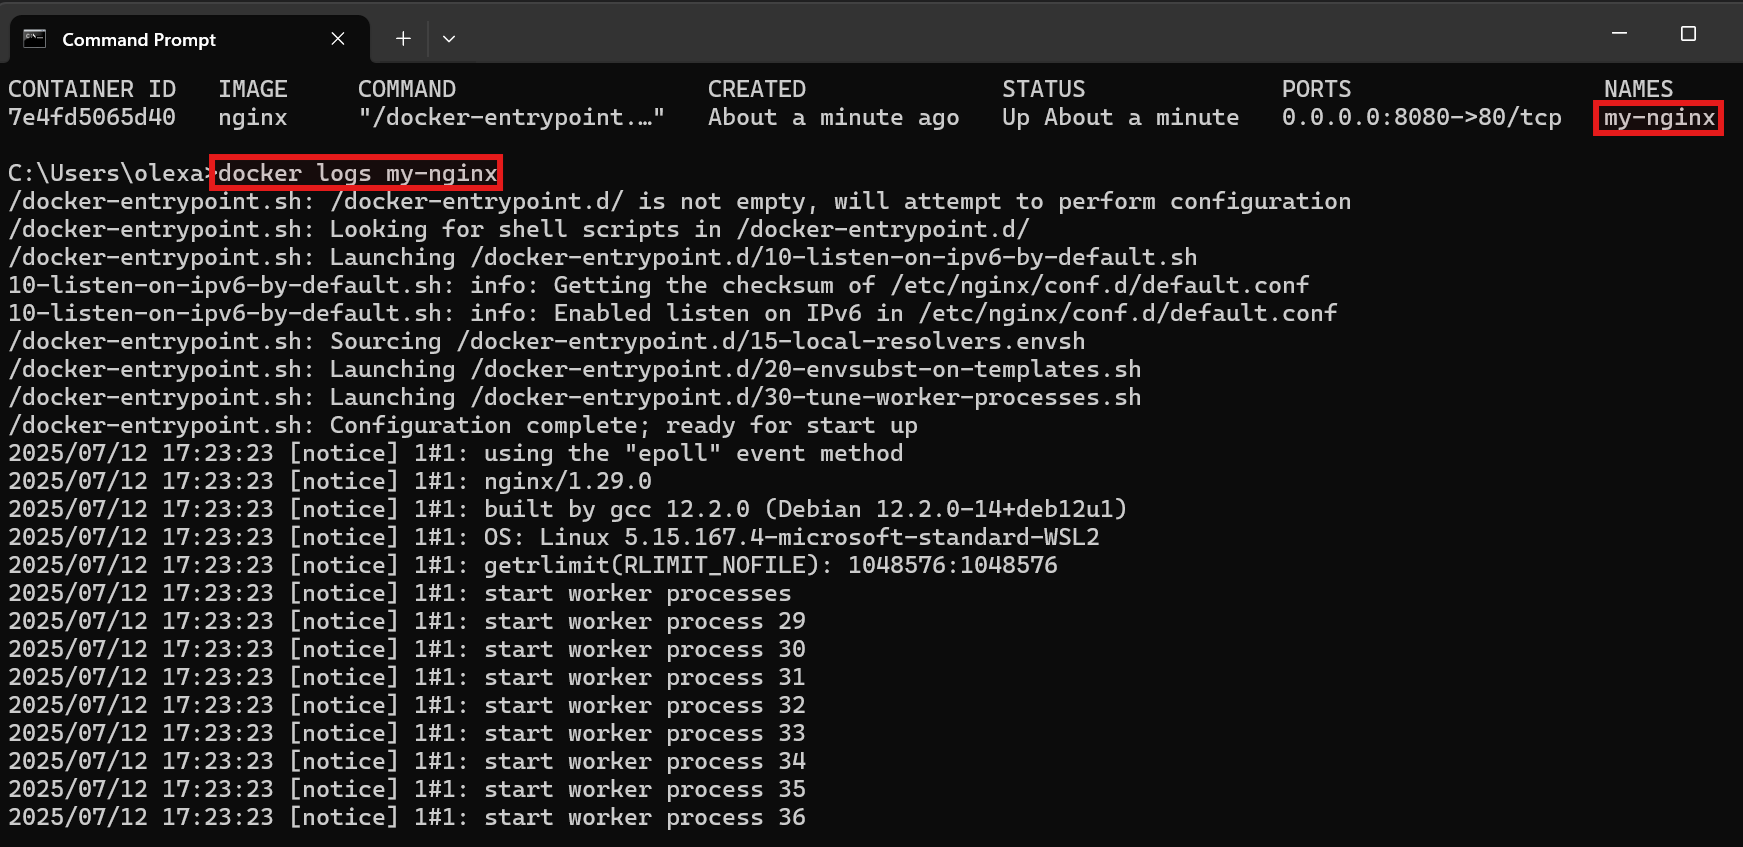 Command Prompt
CONTAINER ID   IMAGE     COMMAND                  CREATED              STATUS              PORTS                  NAMES
7e4fd5065d40   nginx     "/docker-entrypoint.…"   About a minute ago   Up About a minute   0.0.0.0:8080->80/tcp   my-nginx
C:\Users\olexa>docker logs my-nginx
/docker-entrypoint.sh: /docker-entrypoint.d/ is not empty, will attempt to perform configuration
/docker-entrypoint.sh: Looking for shell scripts in /docker-entrypoint.d/
/docker-entrypoint.sh: Launching /docker-entrypoint.d/10-listen-on-ipv6-by-default.sh
10-listen-on-ipv6-by-default.sh: info: Getting the checksum of /etc/nginx/conf.d/default.conf
10-listen-on-ipv6-by-default.sh: info: Enabled listen on IPv6 in /etc/nginx/conf.d/default.conf
/docker-entrypoint.sh: Sourcing /docker-entrypoint.d/15-local-resolvers.envsh
/docker-entrypoint.sh: Launching /docker-entrypoint.d/20-envsubst-on-templates.sh
/docker-entrypoint.sh: Launching /docker-entrypoint.d/30-tune-worker-processes.sh
/docker-entrypoint.sh: Configuration complete; ready for start up
2025/07/12 17:23:23 [notice] 1#1: using the "epoll" event method
2025/07/12 17:23:23 [notice] 1#1: nginx/1.29.0
2025/07/12 17:23:23 [notice] 1#1: built by gcc 12.2.0 (Debian 12.2.0-14+deb12u1)
2025/07/12 17:23:23 [notice] 1#1: OS: Linux 5.15.167.4-microsoft-standard-WSL2
2025/07/12 17:23:23 [notice] 1#1: getrlimit(RLIMIT_NOFILE): 1048576:1048576
2025/07/12 17:23:23 [notice] 1#1: start worker processes
2025/07/12 17:23:23 [notice] 1#1: start worker process 29
2025/07/12 17:23:23 [notice] 1#1: start worker process 30
2025/07/12 17:23:23 [notice] 1#1: start worker process 31
2025/07/12 17:23:23 [notice] 1#1: start worker process 32
2025/07/12 17:23:23 [notice] 1#1: start worker process 33
2025/07/12 17:23:23 [notice] 1#1: start worker process 34
2025/07/12 17:23:23 [notice] 1#1: start worker process 35
2025/07/12 17:23:23 [notice] 1#1: start worker process 36